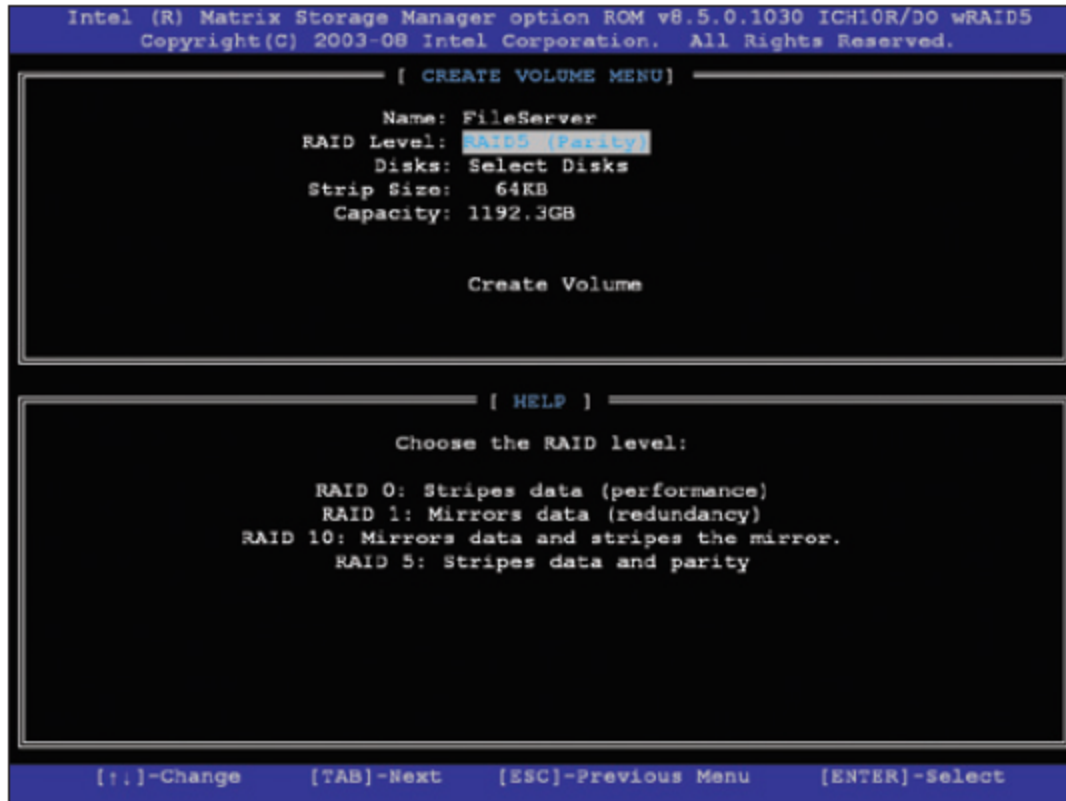 Intel (R) Matrix Storage Manager option ROM v8.5.0.1030 ICH10R/DO wRAID5
Copyright(C) 2003-08 Intel Corporation. All Rights Reserved.
[ CREATE VOLUME MENU]
Name: FileServer
RAID Level: RAID5 (Parity)
Disks: Select Disks
Strip Size: 64KB
Capacity: 1192.3GB
Create Volume
[ HELP ]
Choose the RAID level:
RAID 0: Stripes data (performance)
RAID 1: Mirrors data (redundancy)
RAID 10: Mirrors data and stripes the mirror.
RAID 5: Stripes data and parity
[↑↓]-Change [TAB]-Next [ESC]-Previous Menu [ENTER]-Select